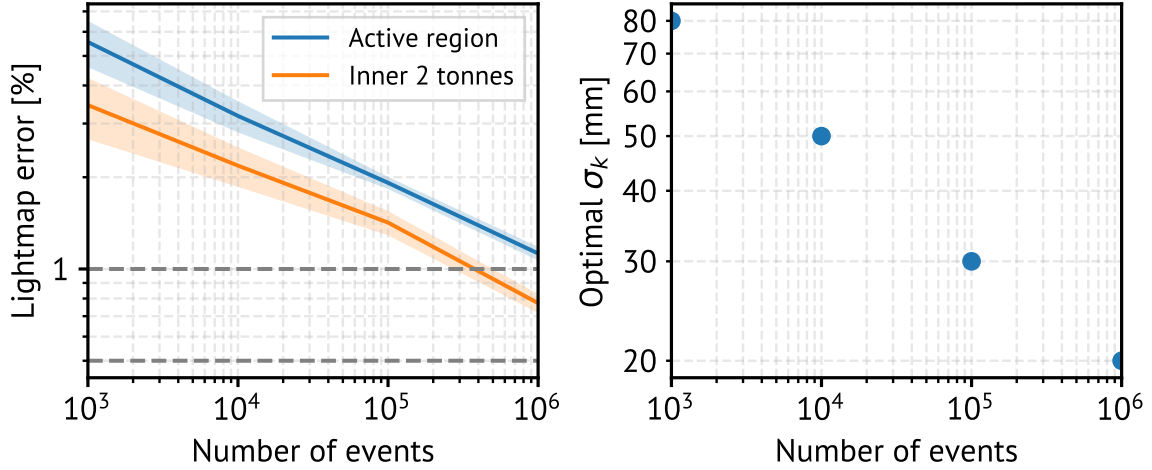 Lightmap error [%]
1
Active region
Inner 2 tonnes
10³ 10⁴ 10⁵ 10⁶
Number of events
Optimal σₖ [mm]
80
70
60
50
40
30
20
10³ 10⁴ 10⁵ 10⁶
Number of events